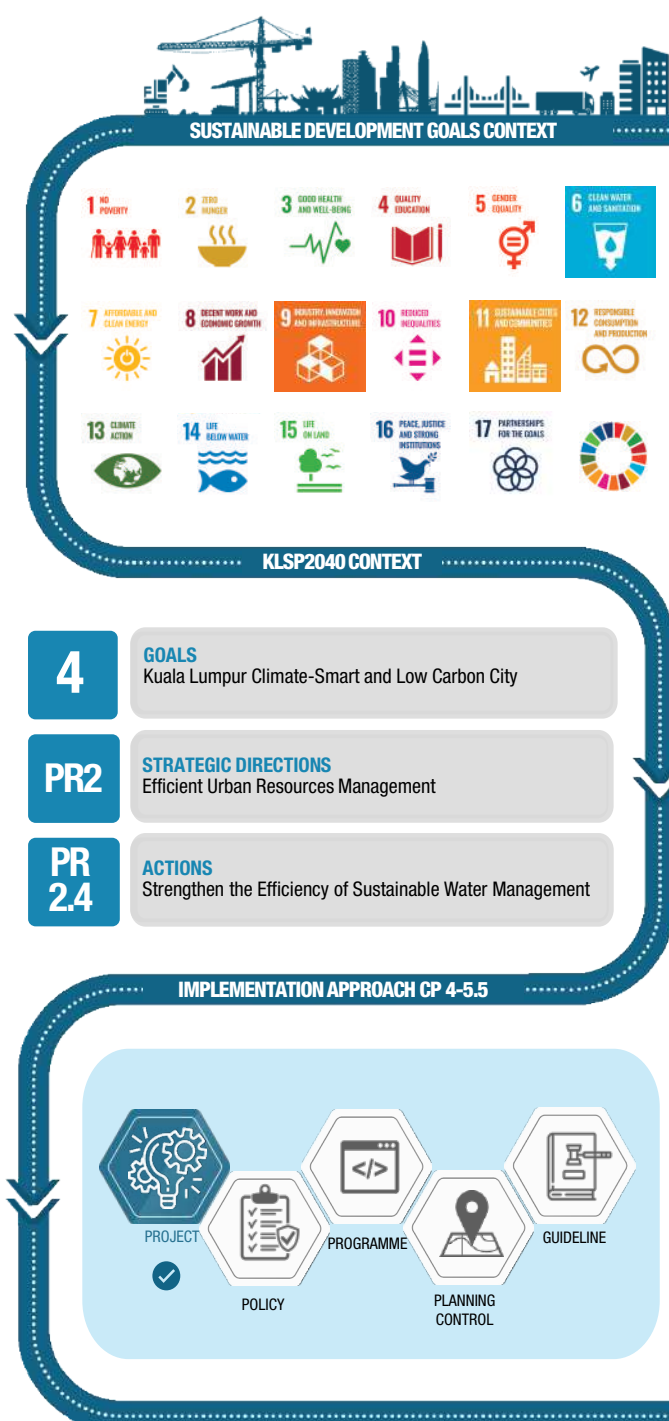 SUSTAINABLE DEVELOPMENT GOALS CONTEXT
1 NO
POVERTY
2 ZERO
HUNGER
3 GOOD HEALTH
AND WELL-BEING
4 QUALITY
EDUCATION
5 GENDER
EQUALITY
6 CLEAN WATER
AND SANITATION
7 AFFORDABLE AND
CLEAN ENERGY
8 DECENT WORK AND
ECONOMIC GROWTH
9 INDUSTRY, INNOVATION
AND INFRASTRUCTURE
10 REDUCED
INEQUALITIES
11 SUSTAINABLE CITIES
AND COMMUNITIES
12 RESPONSIBLE
CONSUMPTION
AND PRODUCTION
13 CLIMATE
ACTION
14 LIFE
BELOW WATER
15 LIFE
ON LAND
16 PEACE, JUSTICE
AND STRONG
INSTITUTIONS
17 PARTNERSHIPS
FOR THE GOALS
KLSP2040 CONTEXT
4
GOALS
Kuala Lumpur Climate-Smart and Low Carbon City
PR2
STRATEGIC DIRECTIONS
Efficient Urban Resources Management
PR
2.4
ACTIONS
Strengthen the Efficiency of Sustainable Water Management
IMPLEMENTATION APPROACH CP 4-5.5
</>
PROJECT
POLICY
PROGRAMME
PLANNING
CONTROL
GUIDELINE